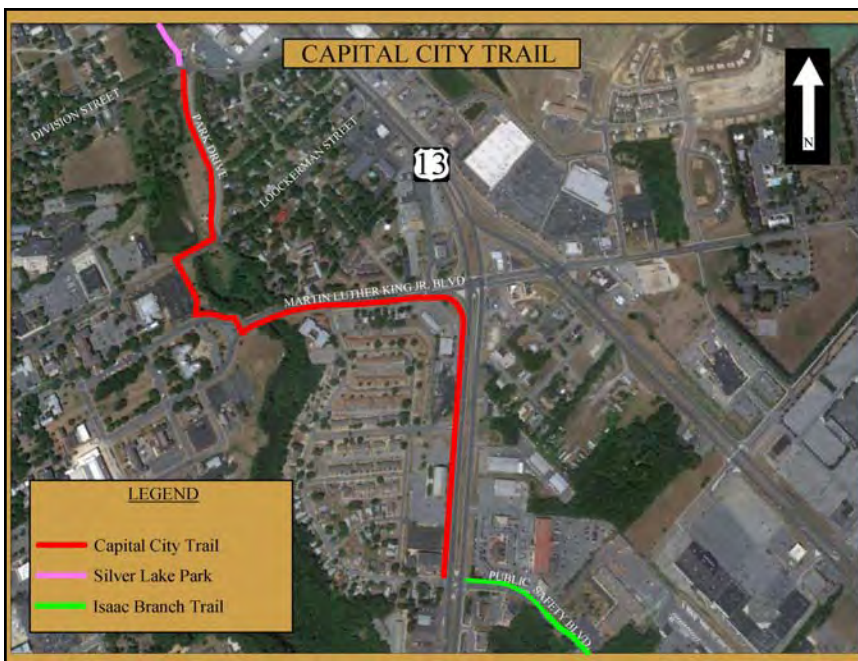 CAPITAL CITY TRAIL
N
DIVISION STREET
PARK DRIVE
LOOCKERMAN STREET
13
MARTIN LUTHER KING JR. BLVD
LEGEND
Capital City Trail
Silver Lake Park
Isaac Branch Trail
PUBLIC SAFETY BLVD